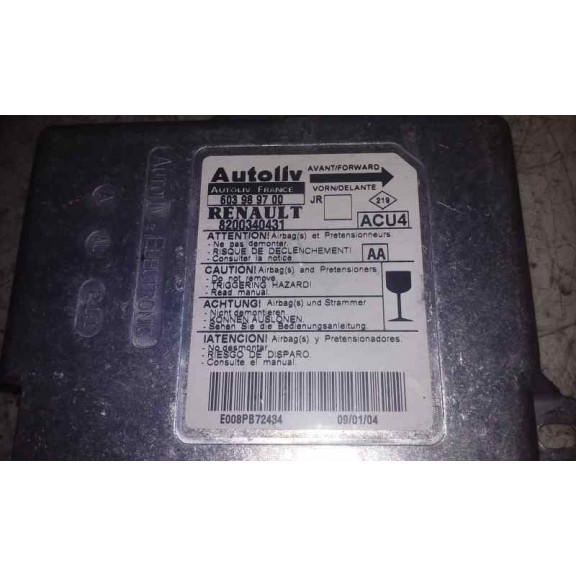 Autoliv
AVANT/FORWARD
AUTOLIV FRANCE
VORN/DELANTE
603 98 97 00
JR
219
RENAULT
ACU4
8200340431
ATTENTION! Airbag(s) et Pretensionneurs
- Ne pas demonter.
- RISQUE DE DECLENCHEMENT!
- Consulter la notice
AA
CAUTION! Airbag(s) and Pretensioners
- Do not remove.
- TRIGGERING HAZARD!
- Read manual.
ACHTUNG! Airbag(s) und Strammer
- Nicht demontieren
- KONNEN AUSLONEN.
- Sehen Sie die Bedienungsanleitung.
!ATENCION! Airbag(s) y Pretensionadores.
- No desmontar
- RIESGO DE DISPARO.
- Consulte el manual.
E008PB72434
09/01/04
Autoliv